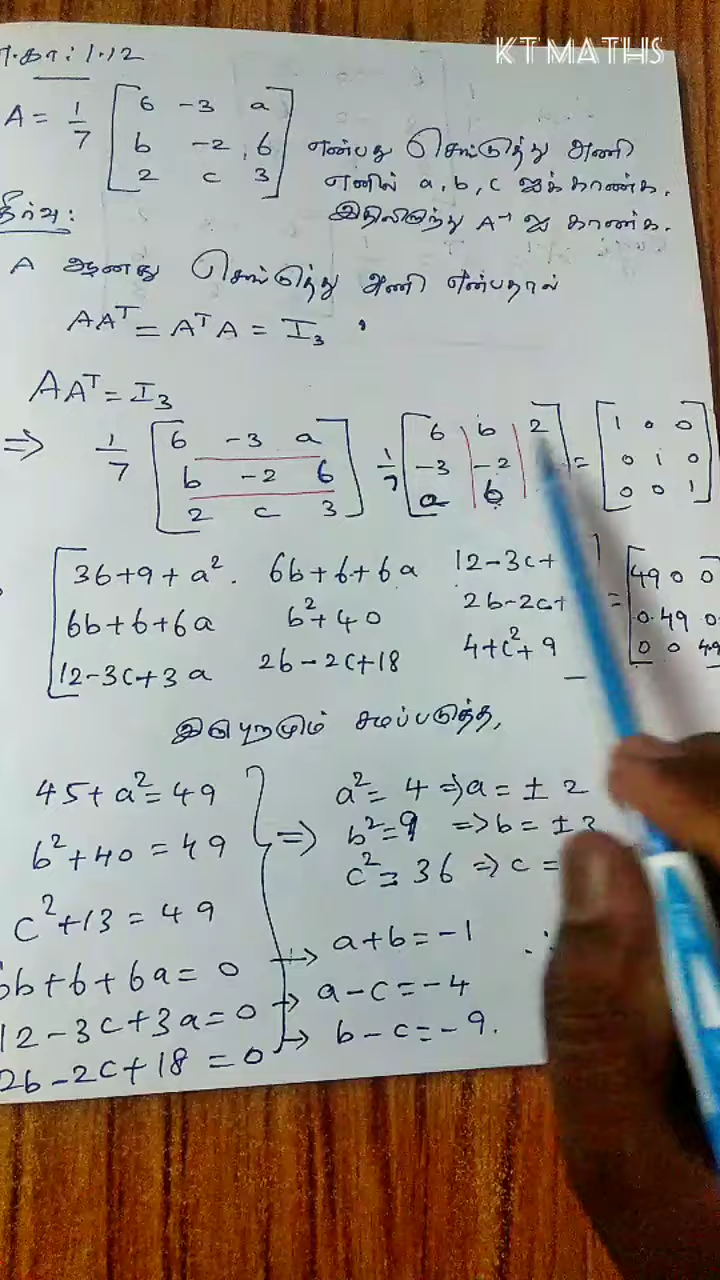 KT MATHS
எ.கா: 1.12
A = 1/7 [6 -3 a
b -2 6
2 c 3] என்பது செங்குத்து அணி
எனில் a, b, c ஐக் காண்க.
இதிலிருந்து A⁻¹ ஐ காண்க.
தீர்வு:
A ஆனது செங்குத்து அணி என்பதால்
AAᵀ = AᵀA = I₃
AAᵀ = I₃
⇒ 1/7 [6 -3 a
b -2 6
2 c 3] 1/7 [6 b 2
-3 -2
a 6] = [1 0 0
0 1 0
0 0 1]
[36+9+a². 6b+6+6a 12-3c+
6b+6+6a b²+40 2b-2c+
12-3c+3a 2b-2c+18 4+c²+9] = [49 0 0
0 49 0
0 0 49]
இருபுறமும் சமப்படுத்த,
45+a²=49
b²+40=49
c²+13=49
6b+6+6a=0
12-3c+3a=0
2b-2c+18=0
⇒ a²=4 ⇒ a=±2
b²=9 ⇒ b=±3
c²=36 ⇒ c=
→ a+b=-1
→ a-c=-4
→ b-c=-9.